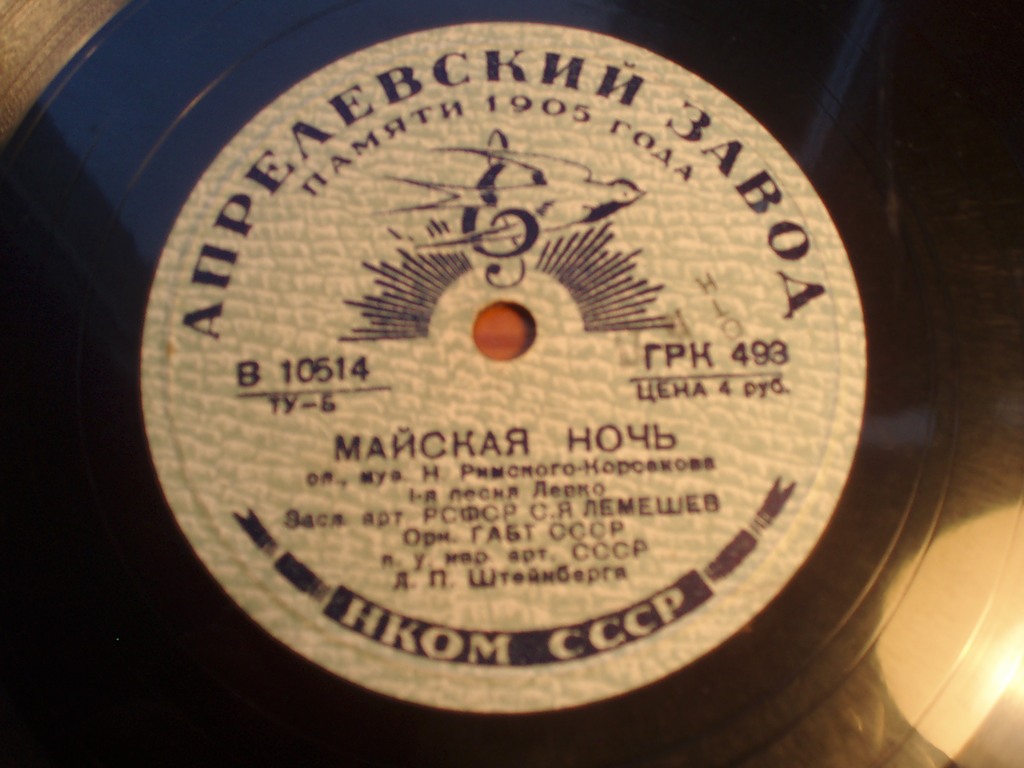 АПРЕЛЕВСКИЙ ЗАВОД
ПАМЯТИ 1905 ГОДА
В 10514
ТУ-Б
ГРК 493
ЦЕНА 4 руб.
МАЙСКАЯ НОЧЬ
оп., муз. Н. Римского-Корсакова
1-я песня Левко
Засл. арт. РСФСР С.Я ЛЕМЕШЕВ
Орк. ГАБТ СССР
п. у. нар. арт. СССР
Л. П. Штейнберга
НКОМ СССР